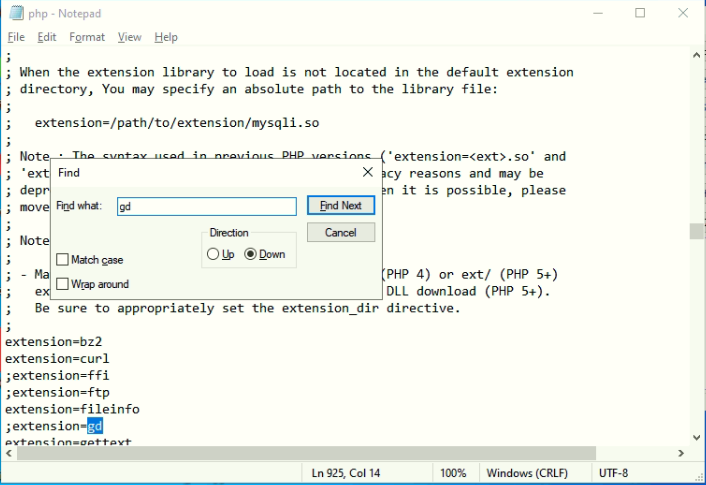 php - Notepad
File Edit Format View Help
;
; When the extension library to load is not located in the default extension
; directory, You may specify an absolute path to the library file:
;
;   extension=/path/to/extension/mysqli.so
;
; Note : The syntax used in previous PHP versions ('extension=<ext>.so' and
; 'ext acy reasons and may be
; depr en it is possible, please
; move
;
; Note
;
; - Ma (PHP 4) or ext/ (PHP 5+)
;   ex DLL download (PHP 5+).
;   Be sure to appropriately set the extension_dir directive.
;
extension=bz2
extension=curl
;extension=ffi
;extension=ftp
extension=fileinfo
;extension=gd
extension=gettext
Find
Find what: gd Find Next
Direction Cancel
Up Down
Match case
Wrap around
Ln 925, Col 14 100% Windows (CRLF) UTF-8